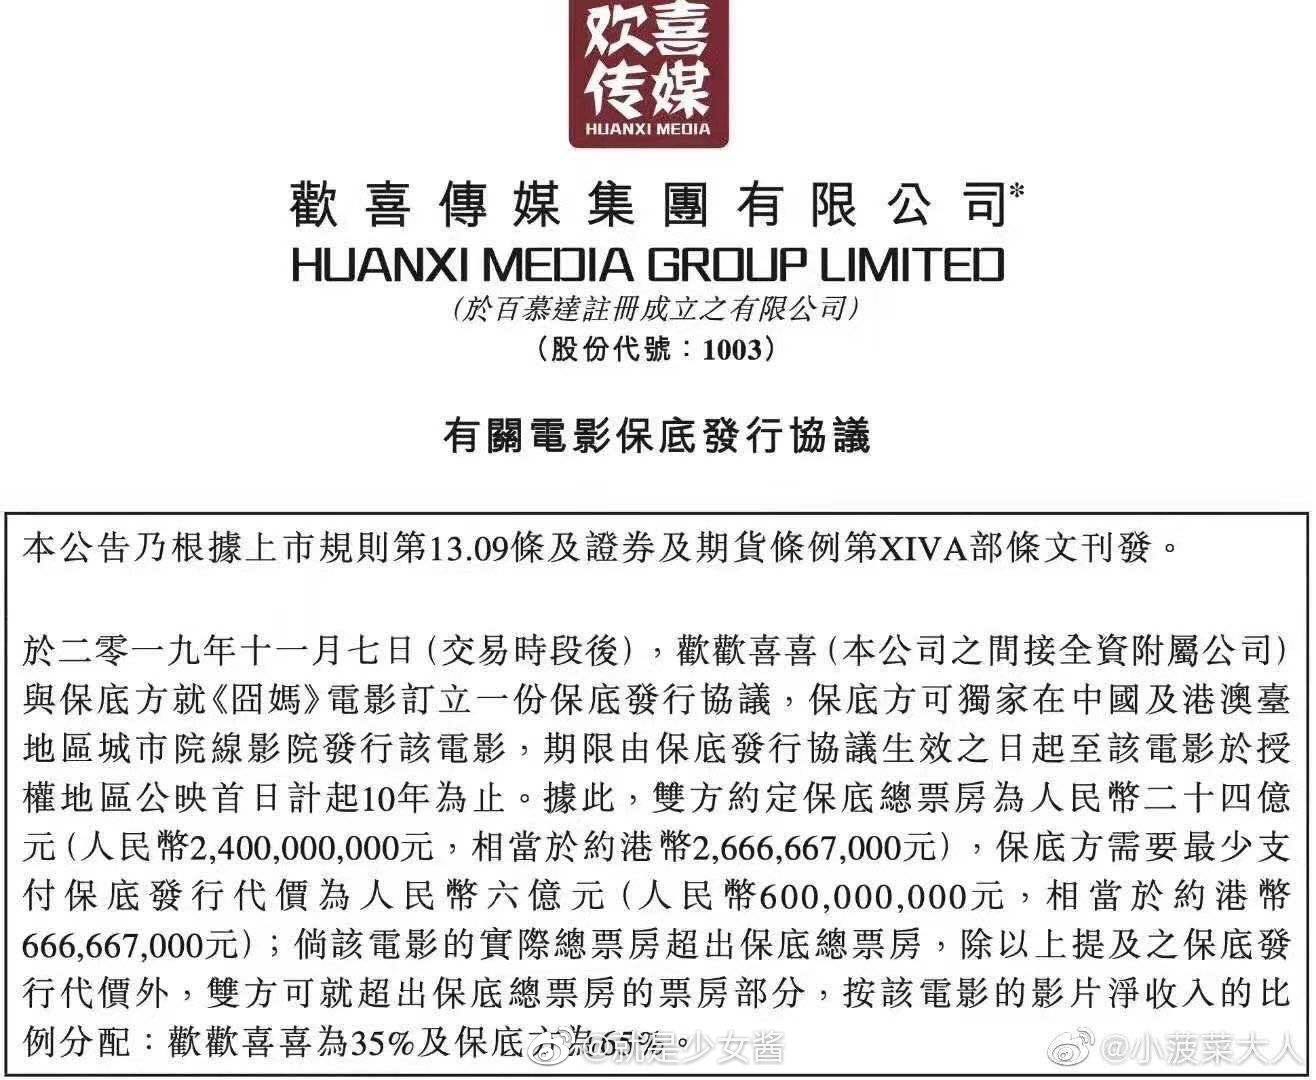 欢喜
传媒
HUANXI MEDIA
歡喜傳媒集團有限公司*
HUANXI MEDIA GROUP LIMITED
(於百慕達註冊成立之有限公司)
(股份代號：1003)
有關電影保底發行協議
本公告乃根據上市規則第13.09條及證券及期貨條例第XIVA部條文刊發。
於二零一九年十一月七日(交易時段後)，歡歡喜喜(本公司之間接全資附屬公司)
與保底方就《囧媽》電影訂立一份保底發行協議，保底方可獨家在中國及港澳臺
地區城市院線影院發行該電影，期限由保底發行協議生效之日起至該電影於授
權地區公映首日計起10年為止。據此，雙方約定保底總票房為人民幣二十四億
元(人民幣2,400,000,000元，相當於約港幣2,666,667,000元)，保底方需要最少支
付保底發行代價為人民幣六億元(人民幣600,000,000元，相當於約港幣
666,667,000元)；倘該電影的實際總票房超出保底總票房，除以上提及之保底發
行代價外，雙方可就超出保底總票房的票房部分，按該電影的影片淨收入的比
例分配：歡歡喜喜為35%及保底方為65%。
@就是少女酱
@小菠菜大人